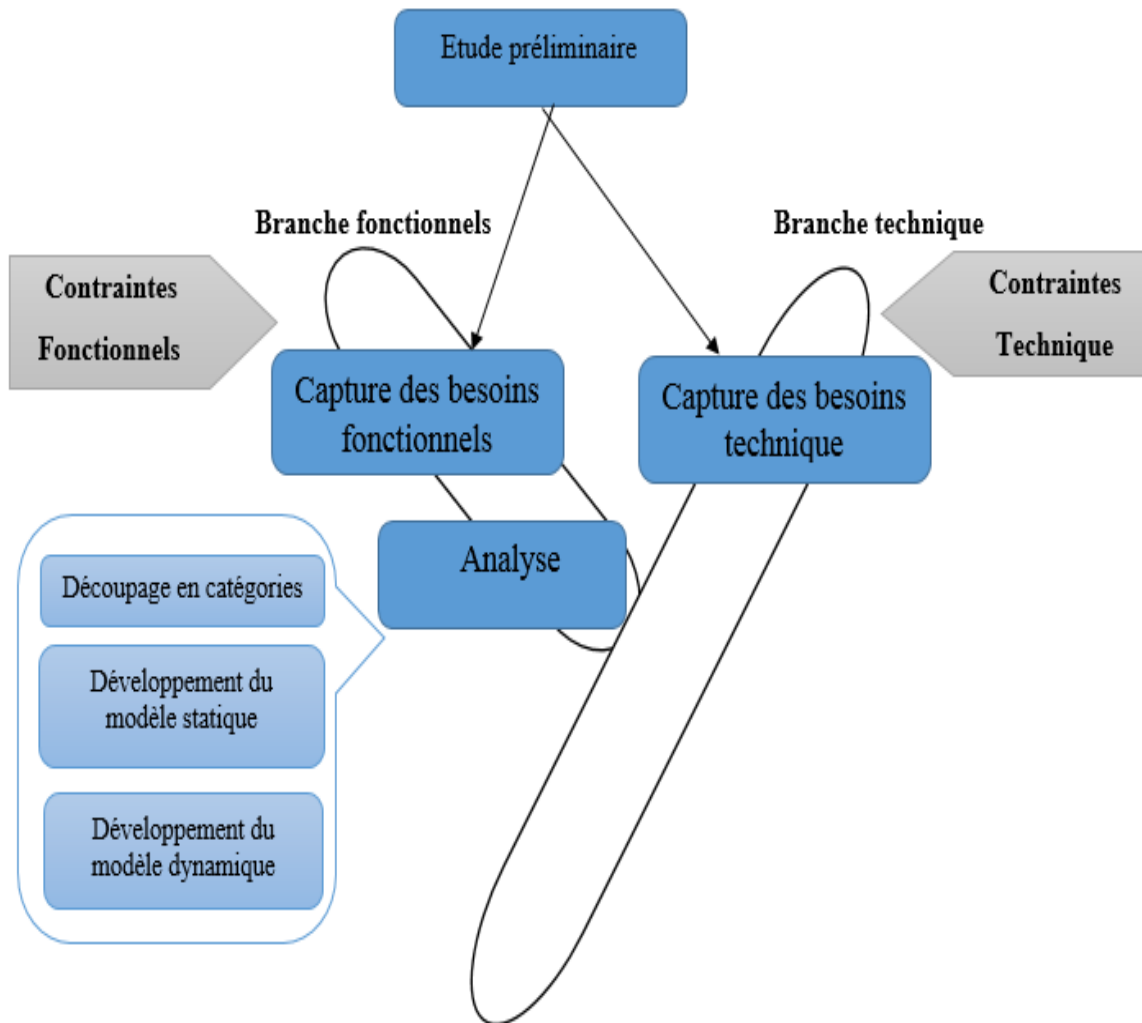 Etude préliminaire
Branche fonctionnels
Branche technique
Contraintes
Fonctionnels
Contraintes
Technique
Capture des besoins
fonctionnels
Capture des besoins
technique
Analyse
Découpage en catégories
Développement du
modèle statique
Développement du
modèle dynamique